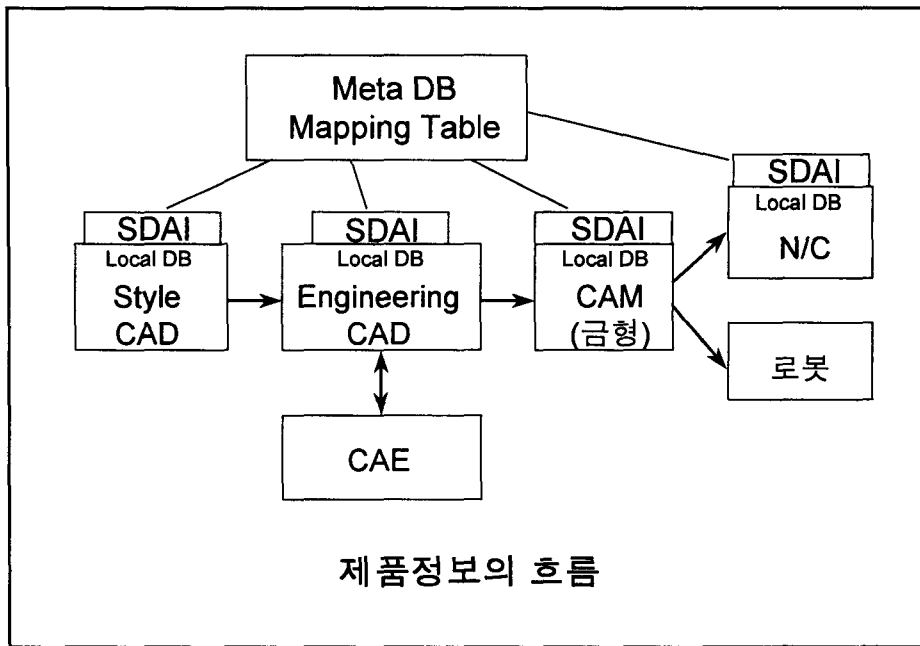 Meta DB
Mapping Table
SDAI
Local DB
Style
CAD
SDAI
Local DB
Engineering
CAD
SDAI
Local DB
CAM
(금형)
SDAI
Local DB
N/C
로봇
CAE
제품정보의 흐름